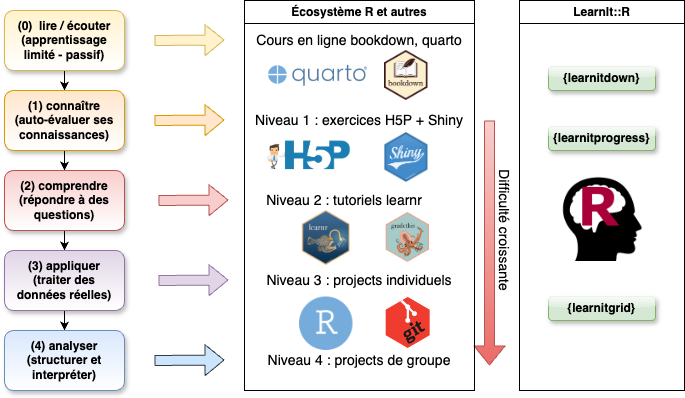 (0) lire / écouter
(apprentissage
limité - passif)
(1) connaître
(auto-évaluer ses
connaissances)
(2) comprendre
(répondre à des
questions)
(3) appliquer
(traiter des
données réelles)
(4) analyser
(structurer et
interpréter)
Écosystème R et autres
Cours en ligne bookdown, quarto
quarto
bookdown
Niveau 1 : exercices H5P + Shiny
H5P
Shiny
Niveau 2 : tutoriels learnr
learnr
gradethis
Niveau 3 : projects individuels
R
git
Niveau 4 : projects de groupe
Difficulté croissante
LearnIt::R
{learnitdown}
{learnitprogress}
R
{learnitgrid}